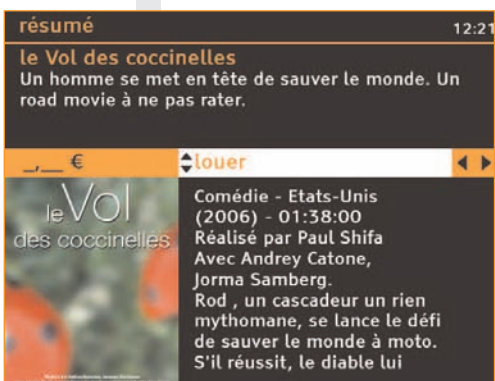 résumé 12:21
le Vol des coccinelles
Un homme se met en tête de sauver le monde. Un
road movie à ne pas rater.
_,__ € louer
le Vol
des coccinelles
Comédie - Etats-Unis
(2006) - 01:38:00
Réalisé par Paul Shifa
Avec Andrey Catone,
Jorma Samberg.
Rod , un cascadeur un rien
mythomane, se lance le défi
de sauver le monde à moto.
S'il réussit, le diable lui